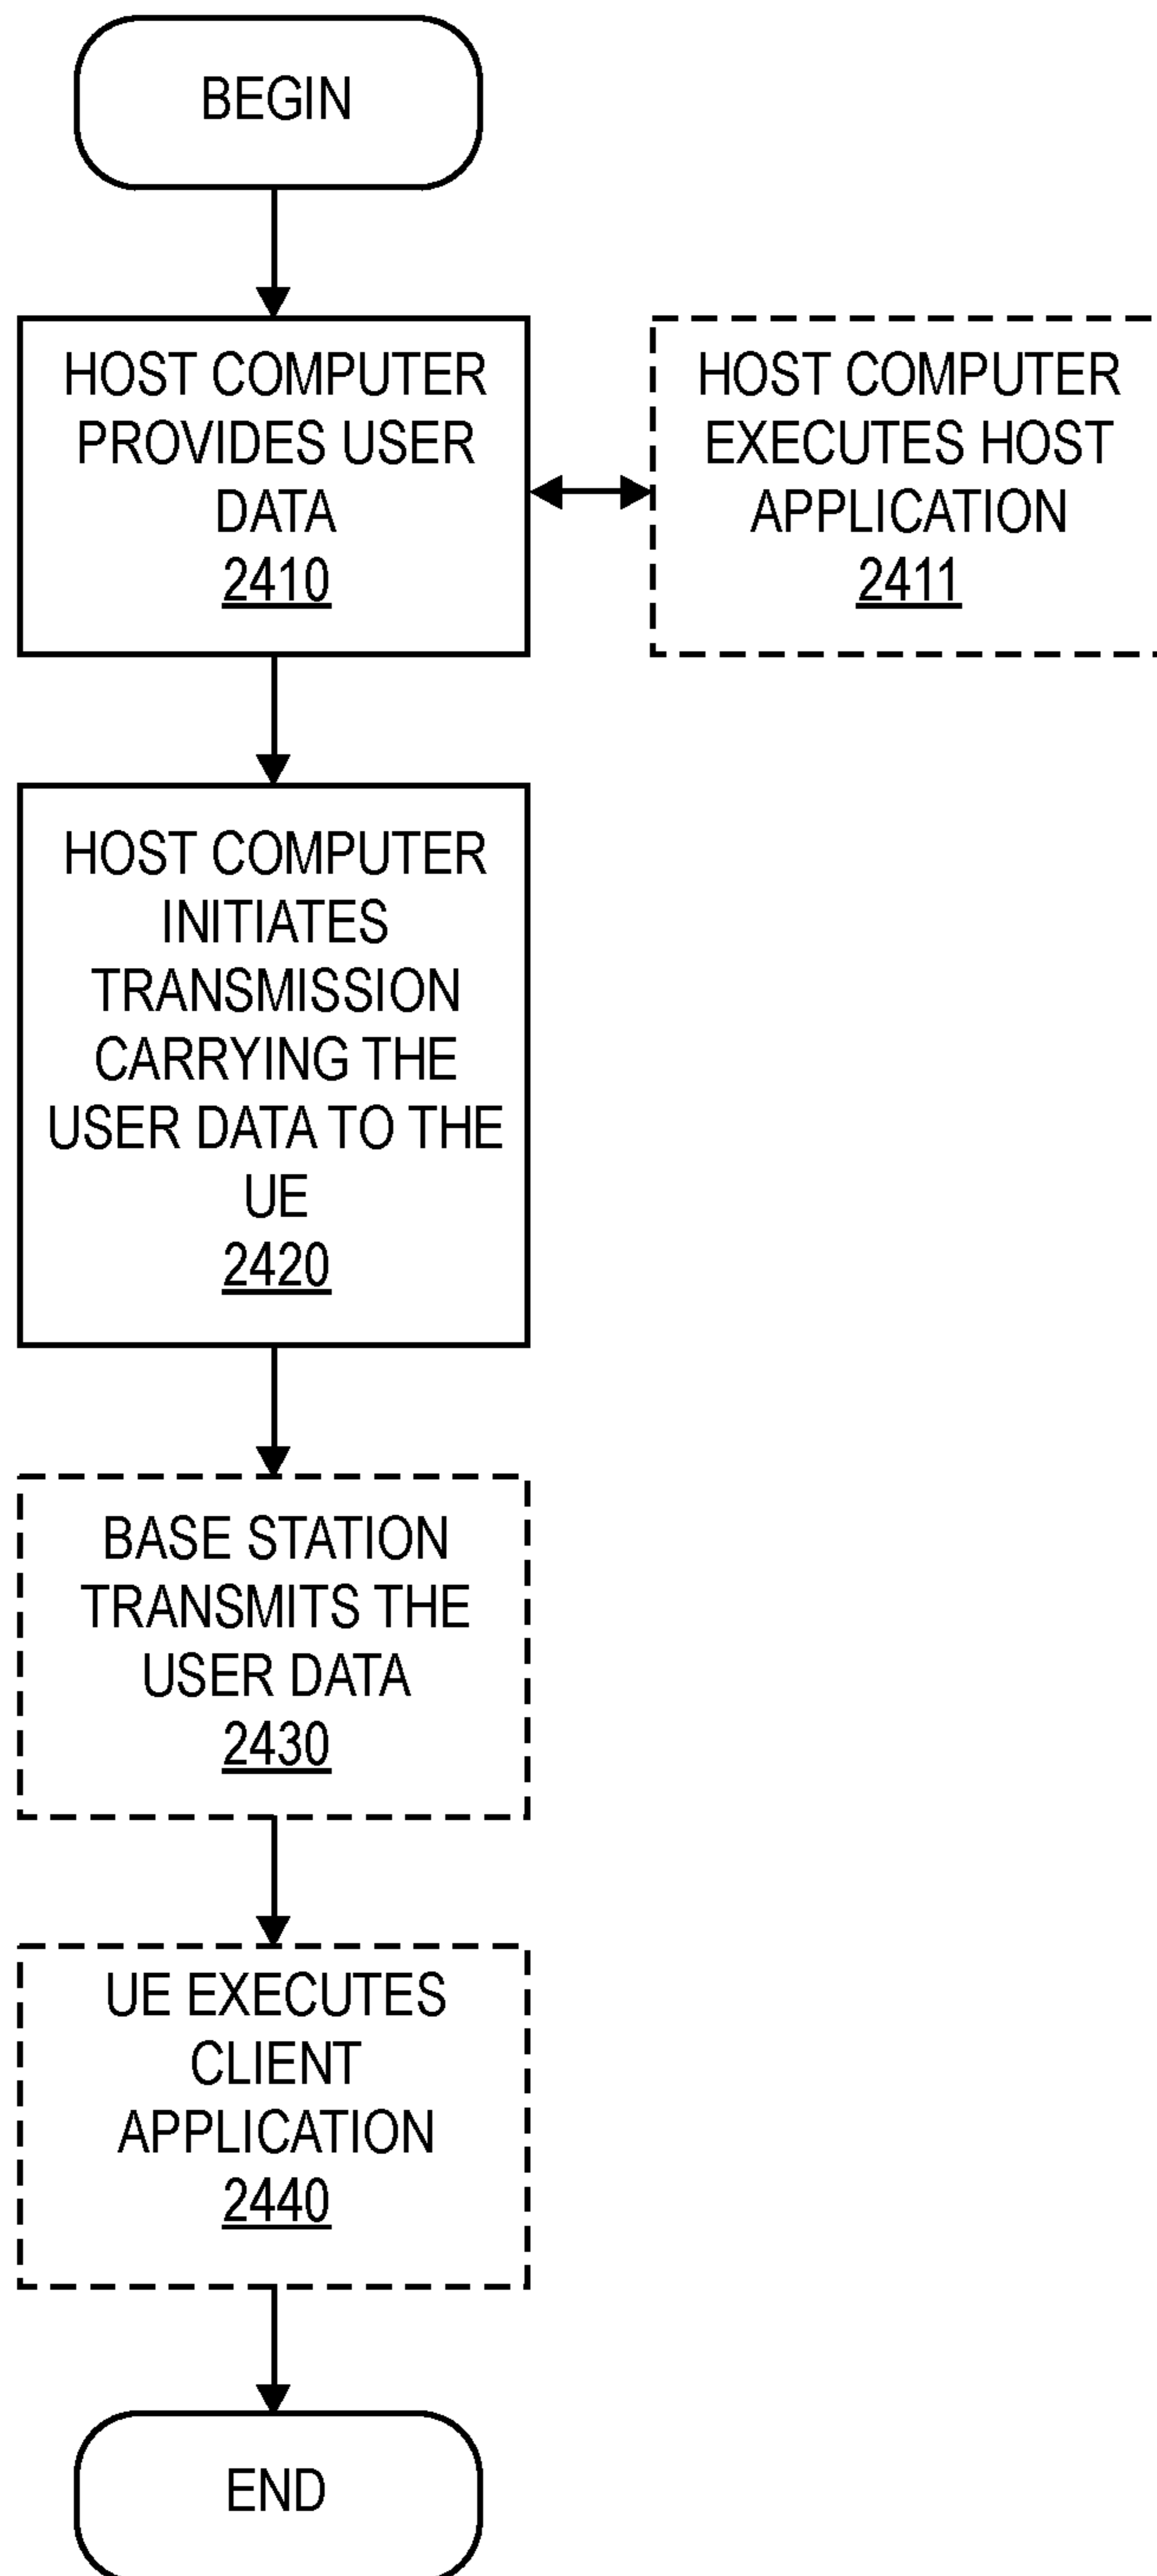 BEGIN
HOST COMPUTER
PROVIDES USER
DATA
2410
HOST COMPUTER
EXECUTES HOST
APPLICATION
2411
HOST COMPUTER
INITIATES
TRANSMISSION
CARRYING THE
USER DATA TO THE
UE
2420
BASE STATION
TRANSMITS THE
USER DATA
2430
UE EXECUTES
CLIENT
APPLICATION
2440
END